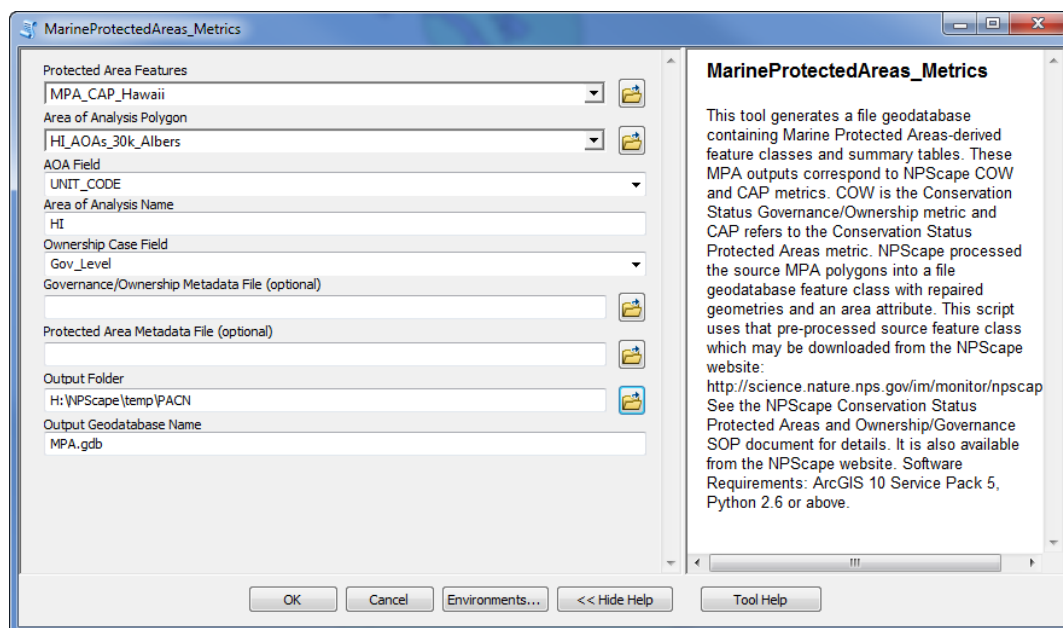 MarineProtectedAreas_Metrics
Protected Area Features
MPA_CAP_Hawaii
Area of Analysis Polygon
HI_AOAs_30k_Albers
AOA Field
UNIT_CODE
Area of Analysis Name
HI
Ownership Case Field
Gov_Level
Governance/Ownership Metadata File (optional)
Protected Area Metadata File (optional)
Output Folder
H:\NPScape\temp\PACN
Output Geodatabase Name
MPA.gdb
MarineProtectedAreas_Metrics
This tool generates a file geodatabase
containing Marine Protected Areas-derived
feature classes and summary tables. These
MPA outputs correspond to NPScape COW
and CAP metrics. COW is the Conservation
Status Governance/Ownership metric and
CAP refers to the Conservation Status
Protected Areas metric. NPScape processed
the source MPA polygons into a file
geodatabase feature class with repaired
geometries and an area attribute. This script
uses that pre-processed source feature class
which may be downloaded from the NPScape
website:
http://science.nature.nps.gov/im/monitor/npscap
See the NPScape Conservation Status
Protected Areas and Ownership/Governance
SOP document for details. It is also available
from the NPScape website. Software
Requirements: ArcGIS 10 Service Pack 5,
Python 2.6 or above.
OK
Cancel
Environments...
<< Hide Help
Tool Help